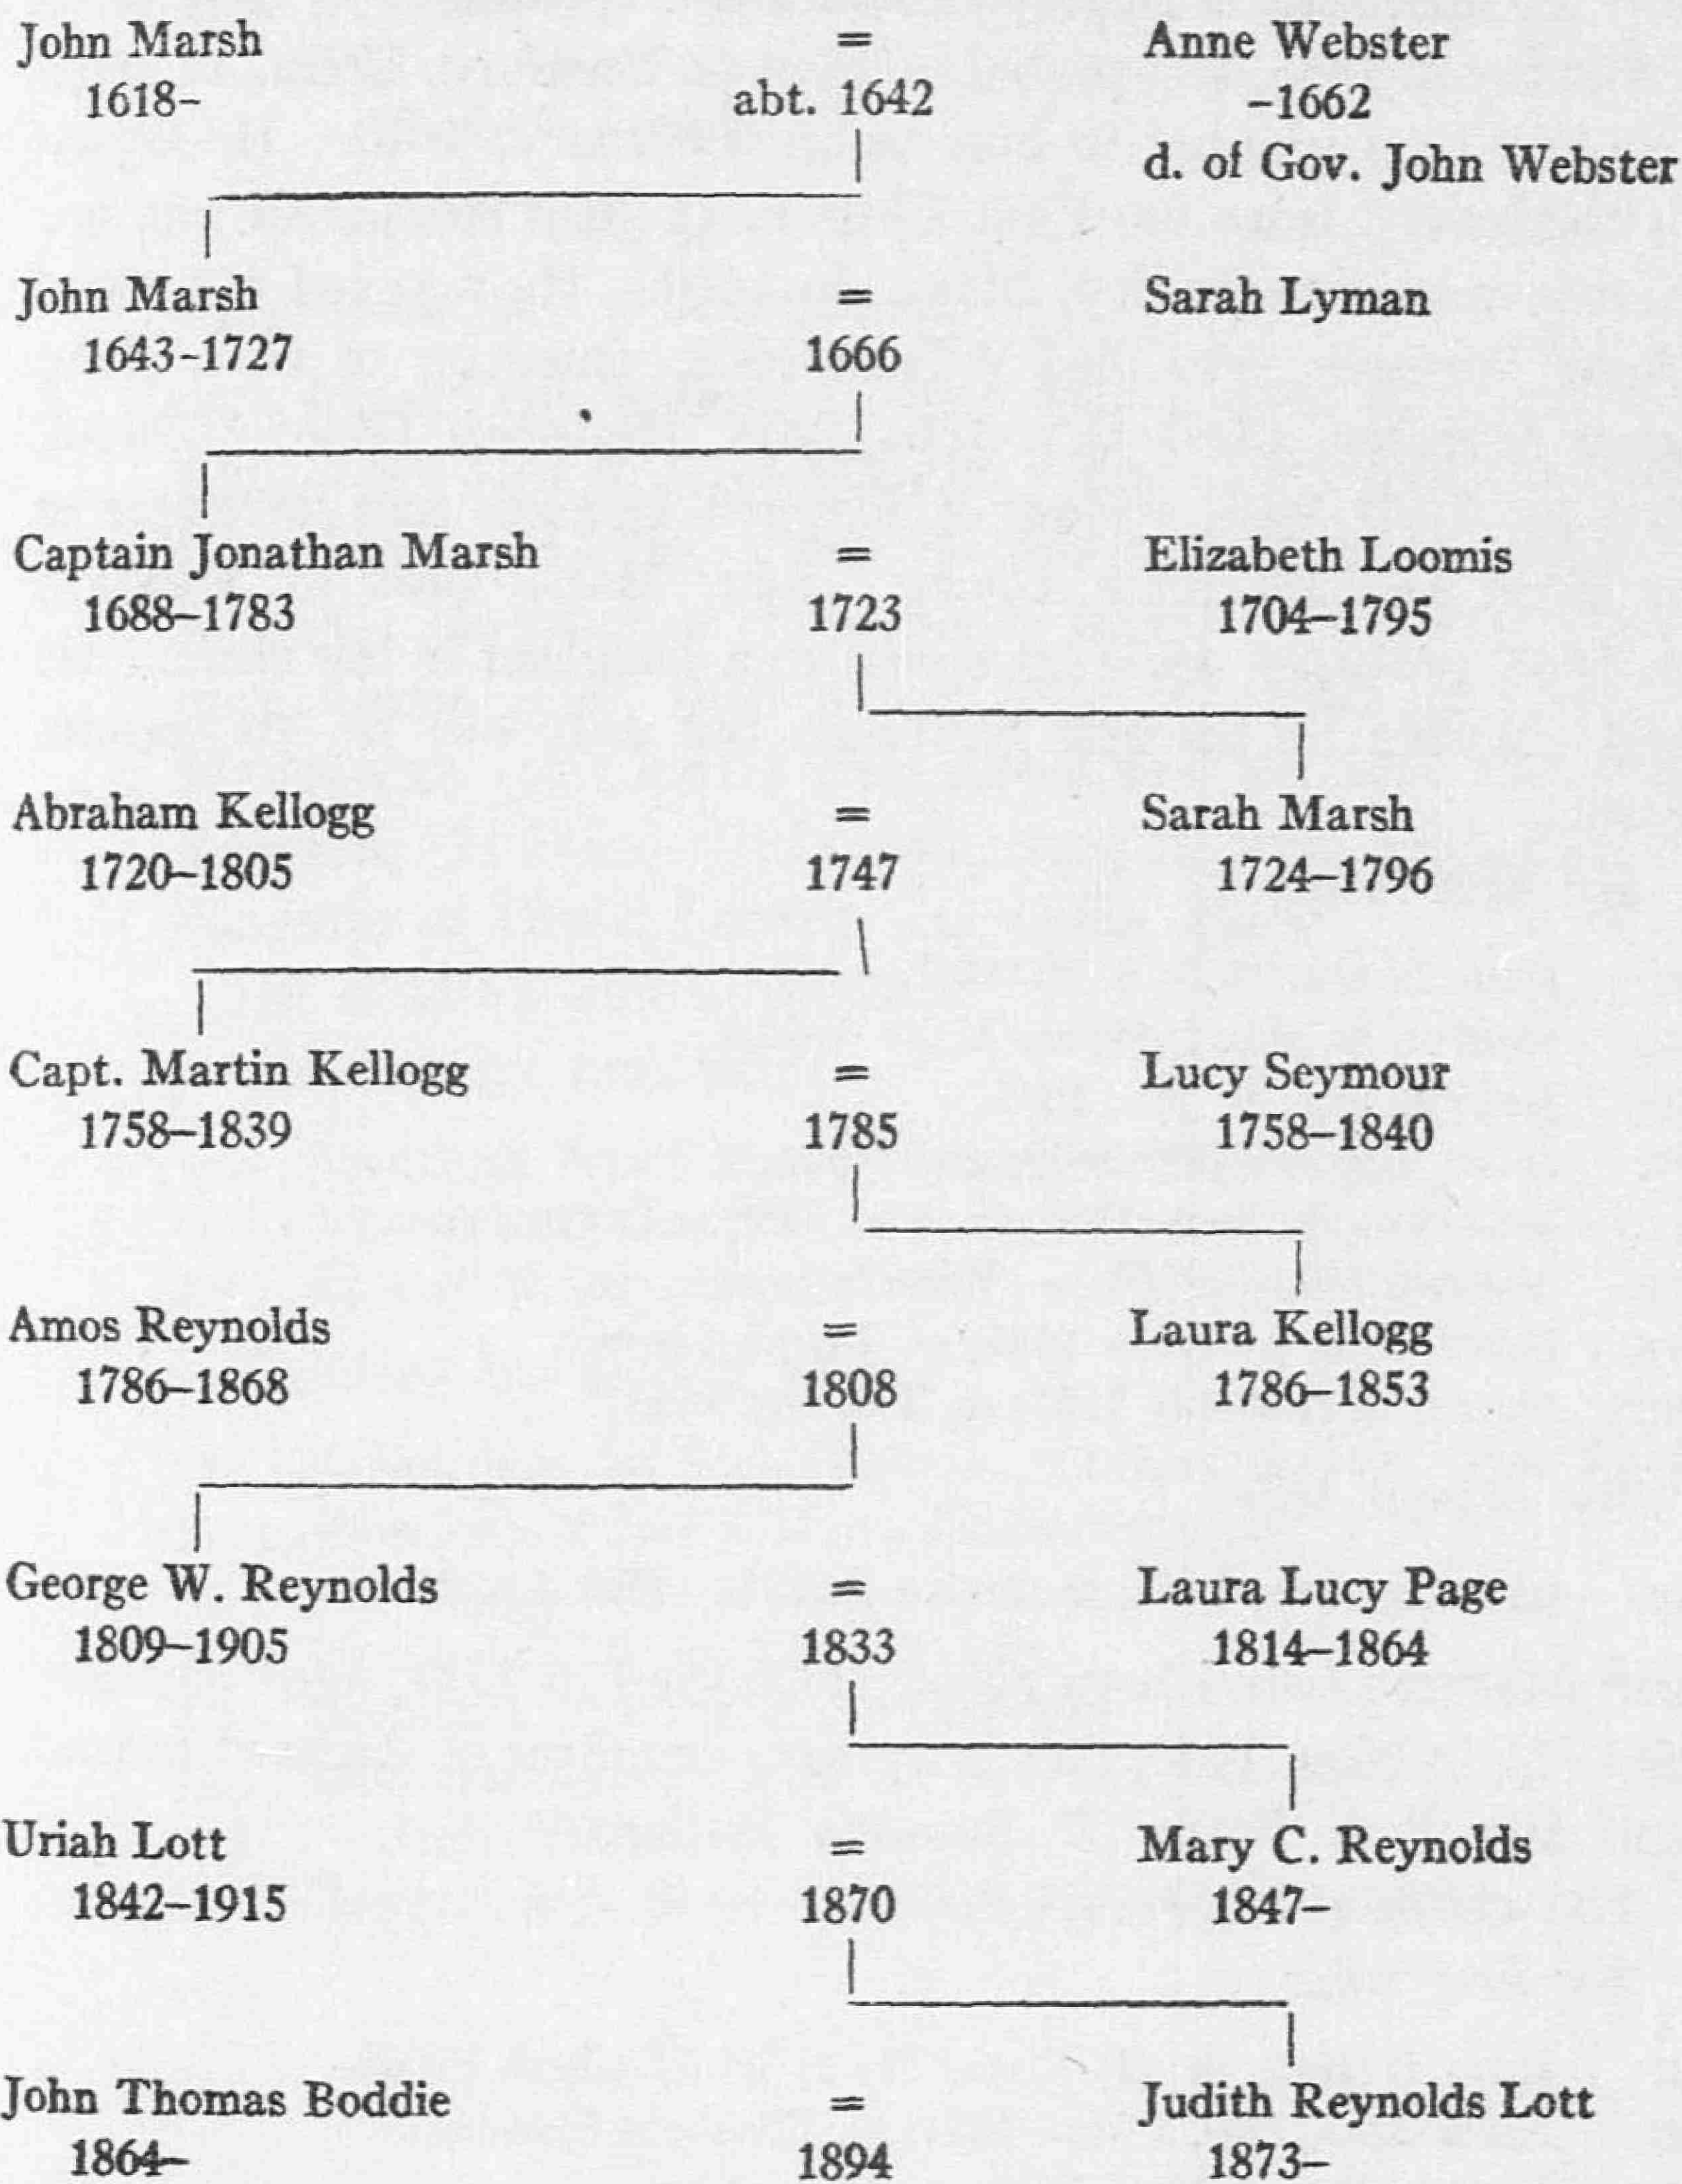 John Marsh = Anne Webster
1618- abt. 1642 -1662
d. of Gov. John Webster
John Marsh = Sarah Lyman
1643-1727 1666
Captain Jonathan Marsh = Elizabeth Loomis
1688–1783 1723 1704–1795
Abraham Kellogg = Sarah Marsh
1720–1805 1747 1724–1796
Capt. Martin Kellogg = Lucy Seymour
1758–1839 1785 1758–1840
Amos Reynolds = Laura Kellogg
1786–1868 1808 1786–1853
George W. Reynolds = Laura Lucy Page
1809–1905 1833 1814–1864
Uriah Lott = Mary C. Reynolds
1842–1915 1870 1847–
John Thomas Boddie = Judith Reynolds Lott
1864– 1894 1873–